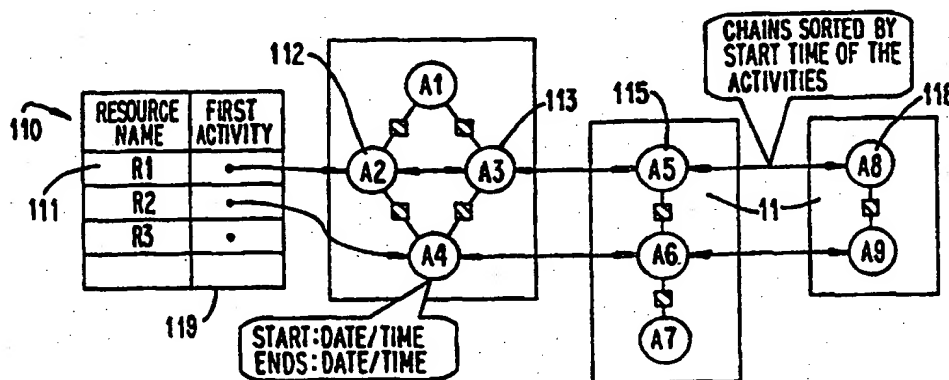 CHAINS SORTED BY
START TIME OF THE
ACTIVITIES
112
113
115
118
110
RESOURCE
NAME
FIRST
ACTIVITY
111
R1
R2
R3
119
A1
A2
A3
A4
A5
A6.
A7
11
A8
A9
START:DATE/TIME
ENDS:DATE/TIME